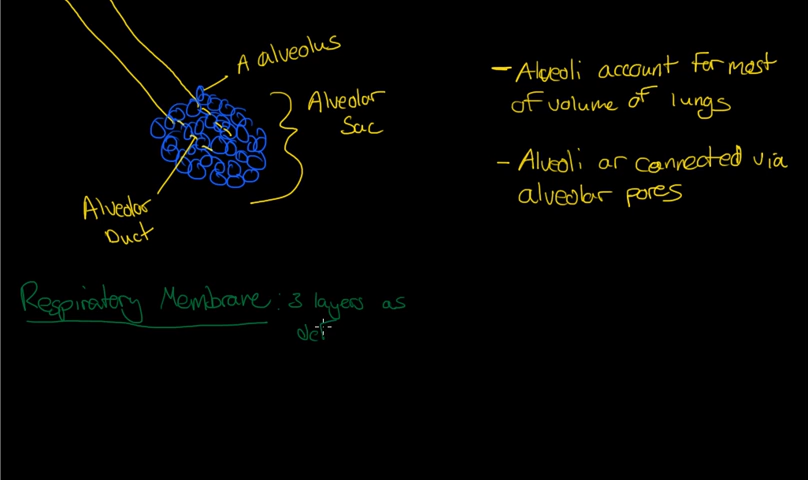 A alveolus
Alveolar
Sac
Alveolar
Duct
- Alveoli account for most
of volume of lungs
- Alveoli ar connected via
alveolar pores
Respiratory Membrane: 3 layers as
def